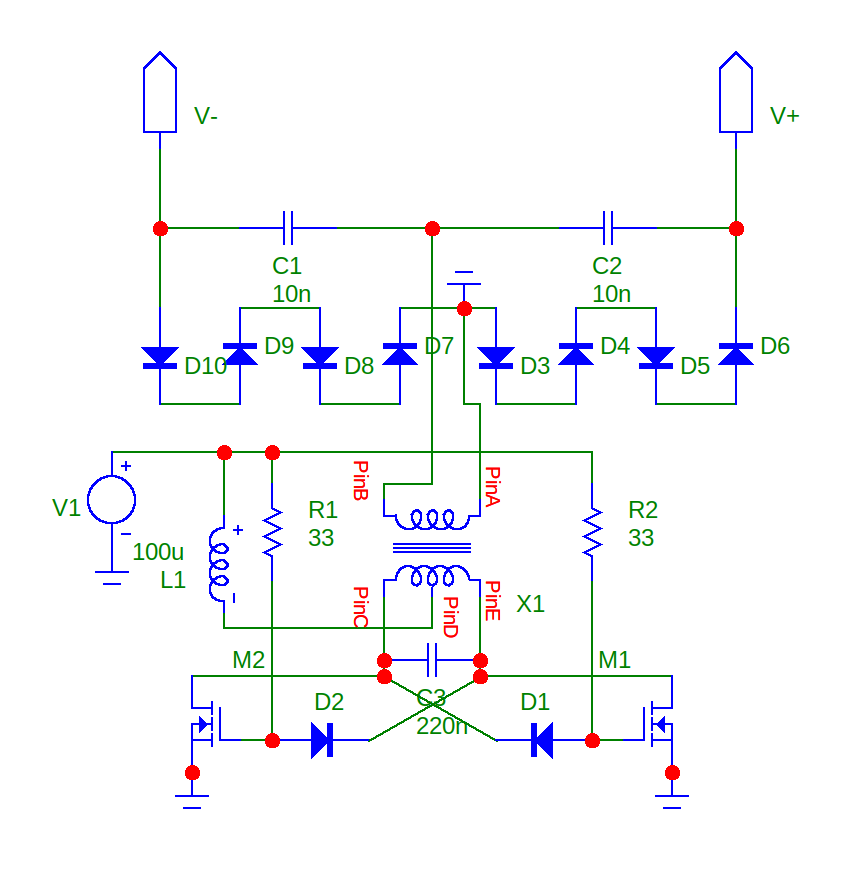 V-
V+
C1
10n
C2
10n
D10
D9
D8
D7
D3
D4
D5
D6
V1
+
−
100u
L1
+
−
R1
33
PinB
PinA
R2
33
PinC
PinD
PinE
X1
M2
M1
D2
C3
220n
D1